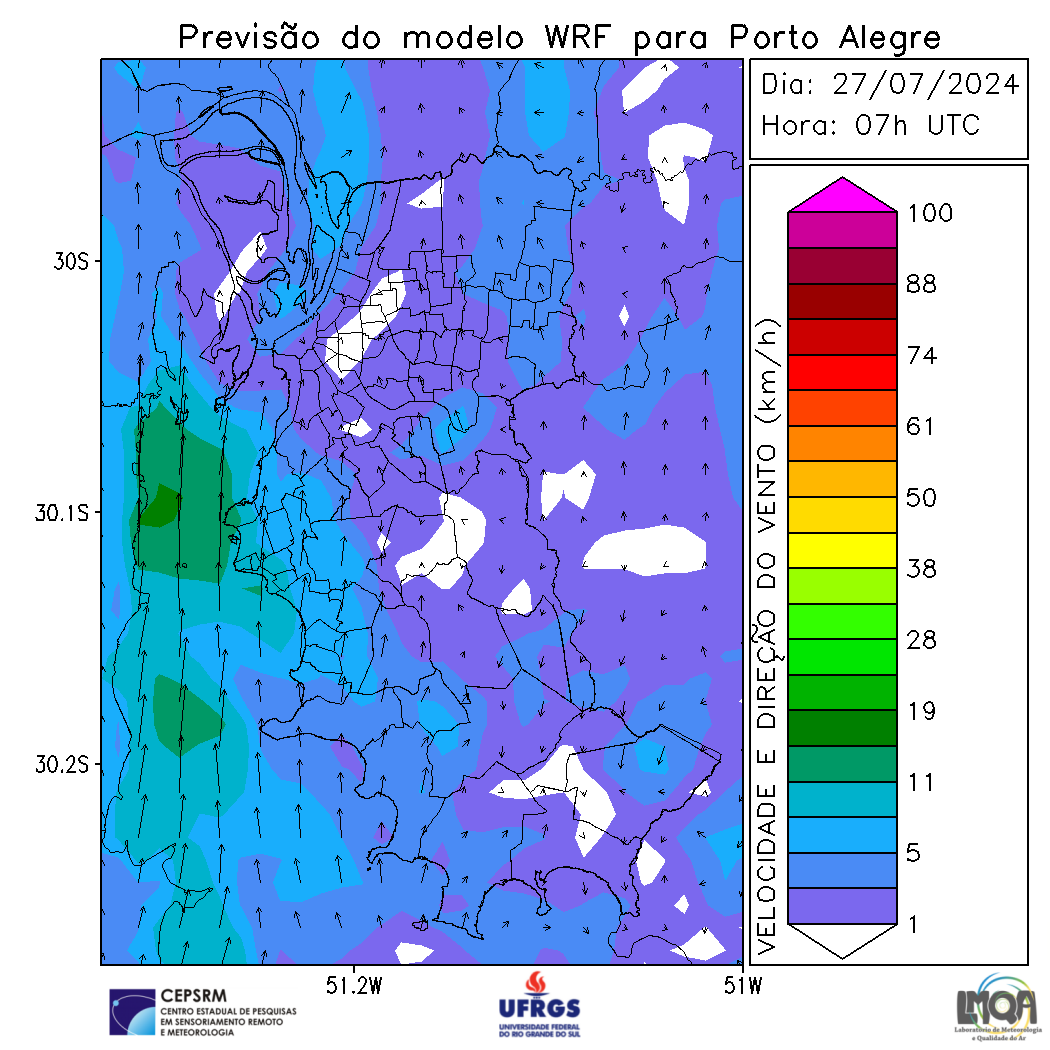 Previsão do modelo WRF para Porto Alegre
Dia: 27/07/2024
Hora: 07h UTC
30S
30.1S
30.2S
51.2W
51W
VELOCIDADE E DIREÇÃO DO VENTO (km/h)
100
88
74
61
50
38
28
19
11
5
1
CEPSRM
CENTRO ESTADUAL DE PESQUISAS
EM SENSORIAMENTO REMOTO
E METEOROLOGIA
UFRGS
UNIVERSIDADE FEDERAL
DO RIO GRANDE DO SUL
LMQA
Laboratório de Meteorologia
e Qualidade do Ar